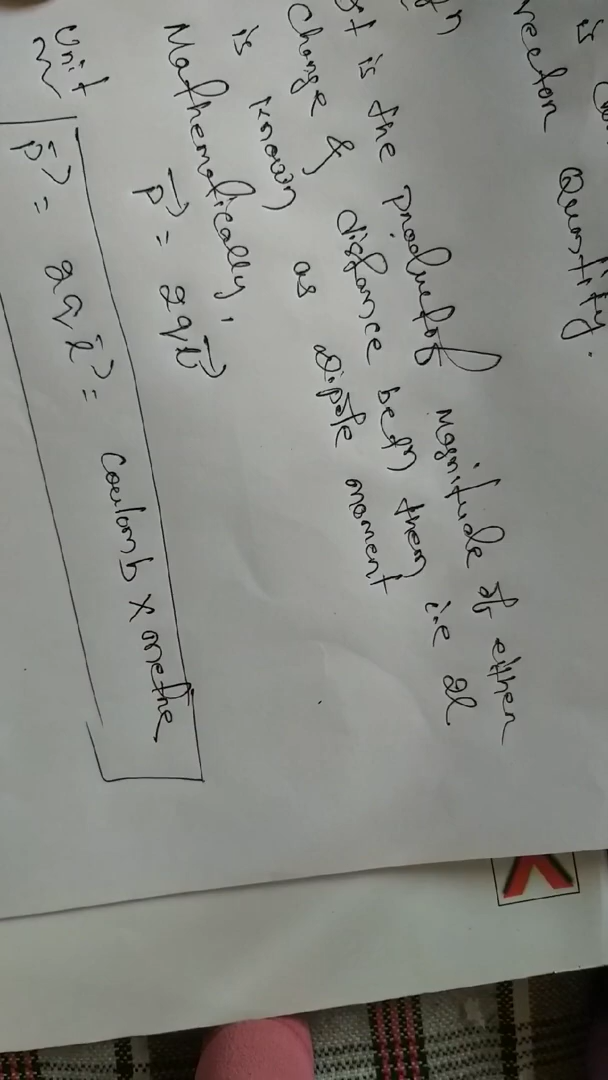 is
vector Quantity.
It is the product of magnitude of either
charge & distance betn them i.e 2l
is known as dipole moment
Mathematically,
p⃗ = 2ql⃗
Unit
p⃗ = 2ql⃗ = Coulomb x metre